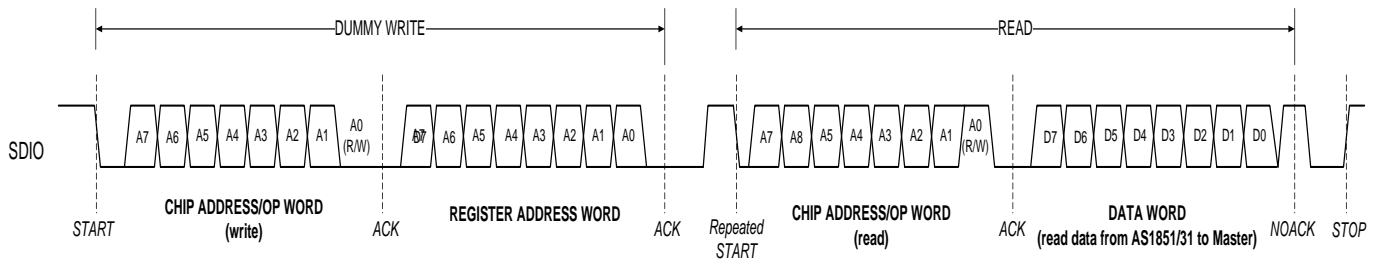 DUMMY WRITE READ
SDIO
A7 A6 A5 A4 A3 A2 A1 A0 (R/W)
A6 A5 A4 A3 A2 A1 A0
A7 A8 A5 A4 A3 A2 A1 A0 (R/W)
D7 D6 D5 D4 D3 D2 D1 D0
START
CHIP ADDRESS/OP WORD
(write)
ACK
REGISTER ADDRESS WORD
ACK
Repeated
START
CHIP ADDRESS/OP WORD
(read)
ACK
DATA WORD
(read data from AS1851/31 to Master)
NOACK
STOP